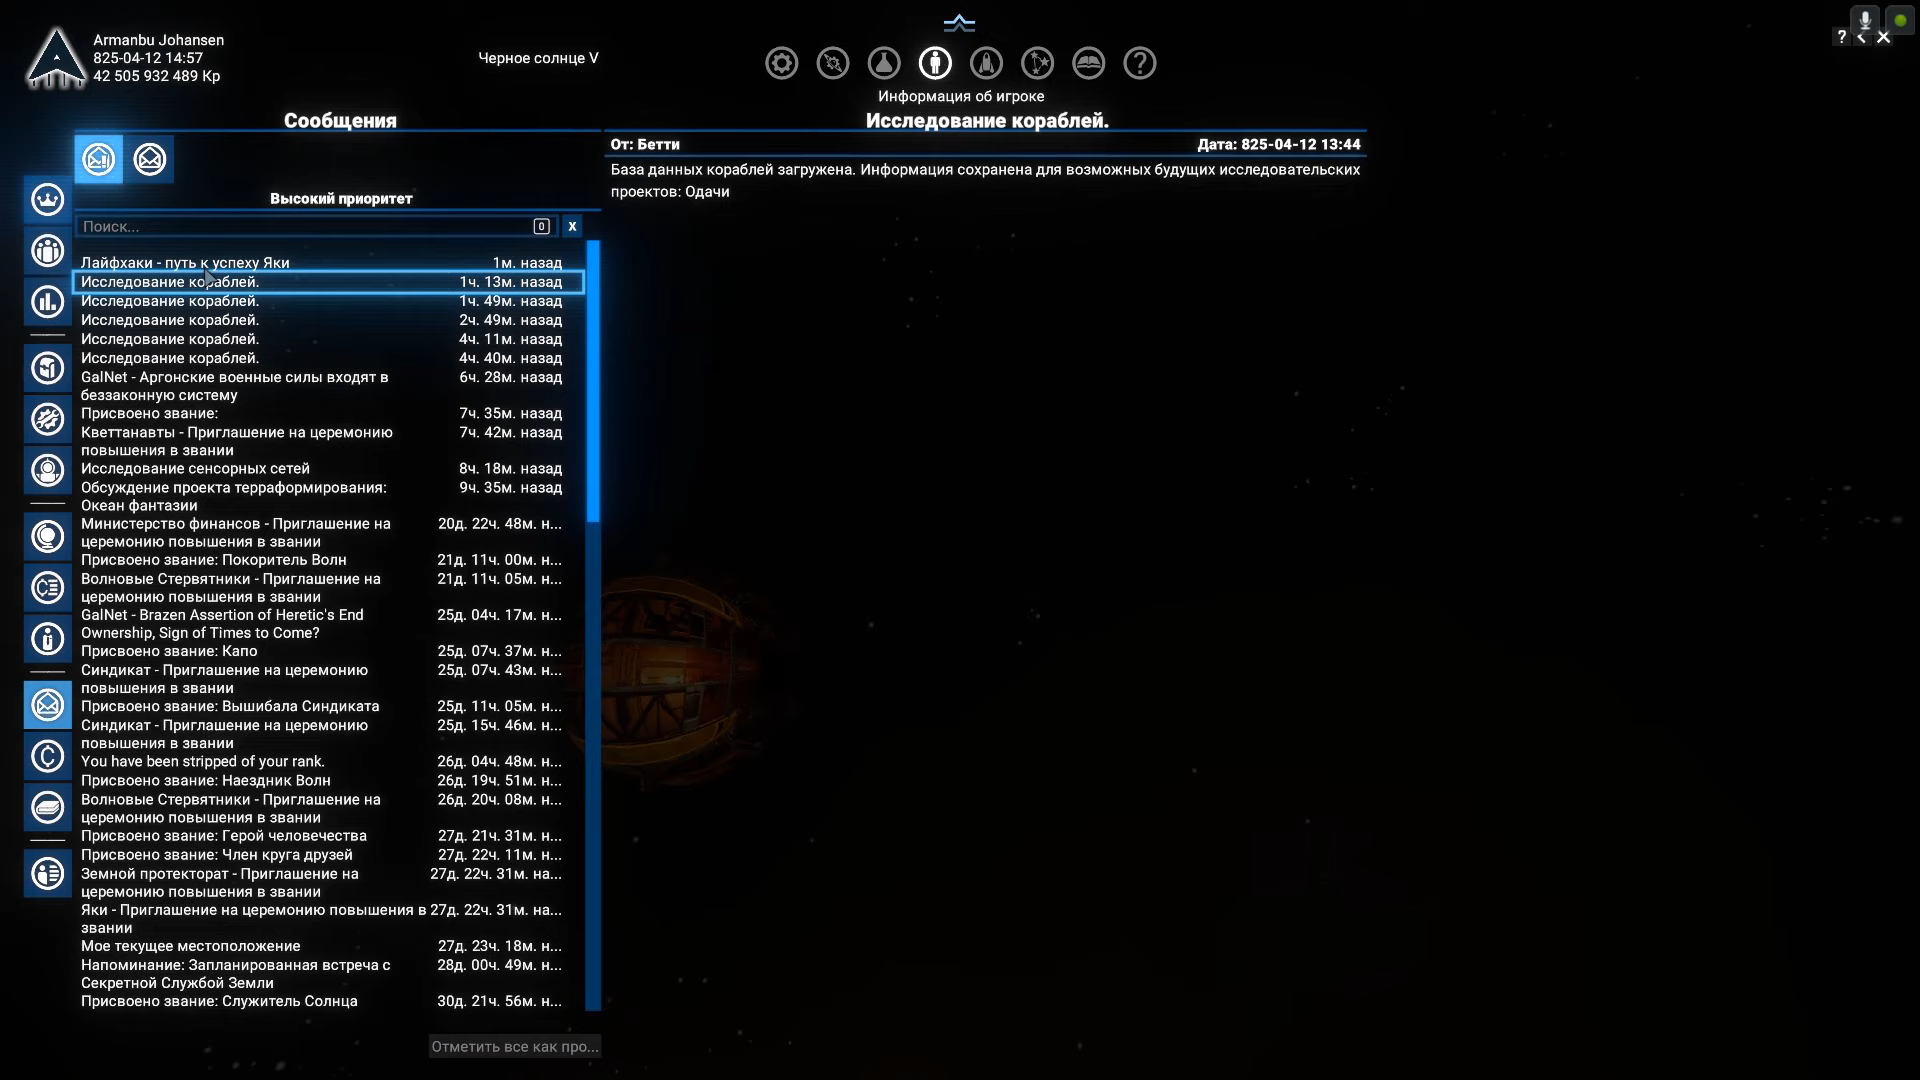 Armanbu Johansen
825-04-12 14:57
42 505 932 489 Кр
Черное солнце V
Информация об игроке
? < X
Сообщения
Высокий приоритет
Поиск...
0
X
Лайфхаки - путь к успеху Яки 1м. назад
Исследование кораблей. 1ч. 13м. назад
Исследование кораблей. 1ч. 49м. назад
Исследование кораблей. 2ч. 49м. назад
Исследование кораблей. 4ч. 11м. назад
Исследование кораблей. 4ч. 40м. назад
GalNet - Аргонские военные силы входят в 6ч. 28м. назад
беззаконную систему
Присвоено звание: 7ч. 35м. назад
Кветтанавты - Приглашение на церемонию 7ч. 42м. назад
повышения в звании
Исследование сенсорных сетей 8ч. 18м. назад
Обсуждение проекта терраформирования: 9ч. 35м. назад
Океан фантазии
Министерство финансов - Приглашение на 20д. 22ч. 48м. н...
церемонию повышения в звании
Присвоено звание: Покоритель Волн 21д. 11ч. 00м. н...
Волновые Стервятники - Приглашение на 21д. 11ч. 05м. н...
церемонию повышения в звании
GalNet - Brazen Assertion of Heretic's End 25д. 04ч. 17м. н...
Ownership, Sign of Times to Come?
Присвоено звание: Капо 25д. 07ч. 37м. н...
Синдикат - Приглашение на церемонию 25д. 07ч. 43м. н...
повышения в звании
Присвоено звание: Вышибала Синдиката 25д. 11ч. 05м. н...
Синдикат - Приглашение на церемонию 25д. 15ч. 46м. н...
повышения в звании
You have been stripped of your rank. 26д. 04ч. 48м. н...
Присвоено звание: Наездник Волн 26д. 19ч. 51м. н...
Волновые Стервятники - Приглашение на 26д. 20ч. 08м. н...
церемонию повышения в звании
Присвоено звание: Герой человечества 27д. 21ч. 31м. н...
Присвоено звание: Член круга друзей 27д. 22ч. 11м. н...
Земной протекторат - Приглашение на 27д. 22ч. 31м. на...
церемонию повышения в звании
Яки - Приглашение на церемонию повышения в 27д. 22ч. 31м. на...
звании
Мое текущее местоположение 27д. 23ч. 18м. н...
Напоминание: Запланированная встреча с 28д. 00ч. 49м. н...
Секретной Службой Земли
Присвоено звание: Служитель Солнца 30д. 21ч. 56м. н...
Отметить все как про...
Исследование кораблей.
От: Бетти Дата: 825-04-12 13:44
База данных кораблей загружена. Информация сохранена для возможных будущих исследовательских
проектов: Одачи